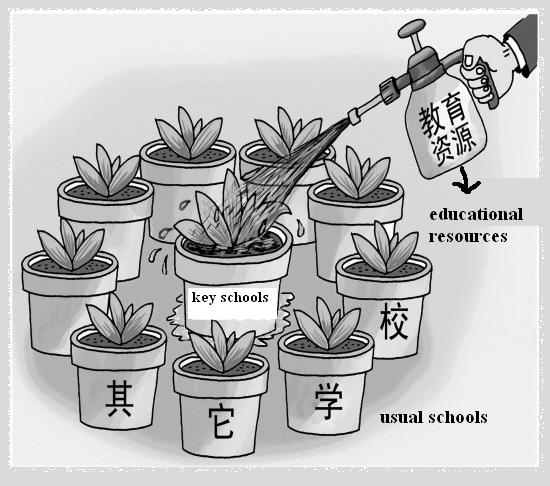 教育
资源
educational
resources
key schools
其它学校
usual schools